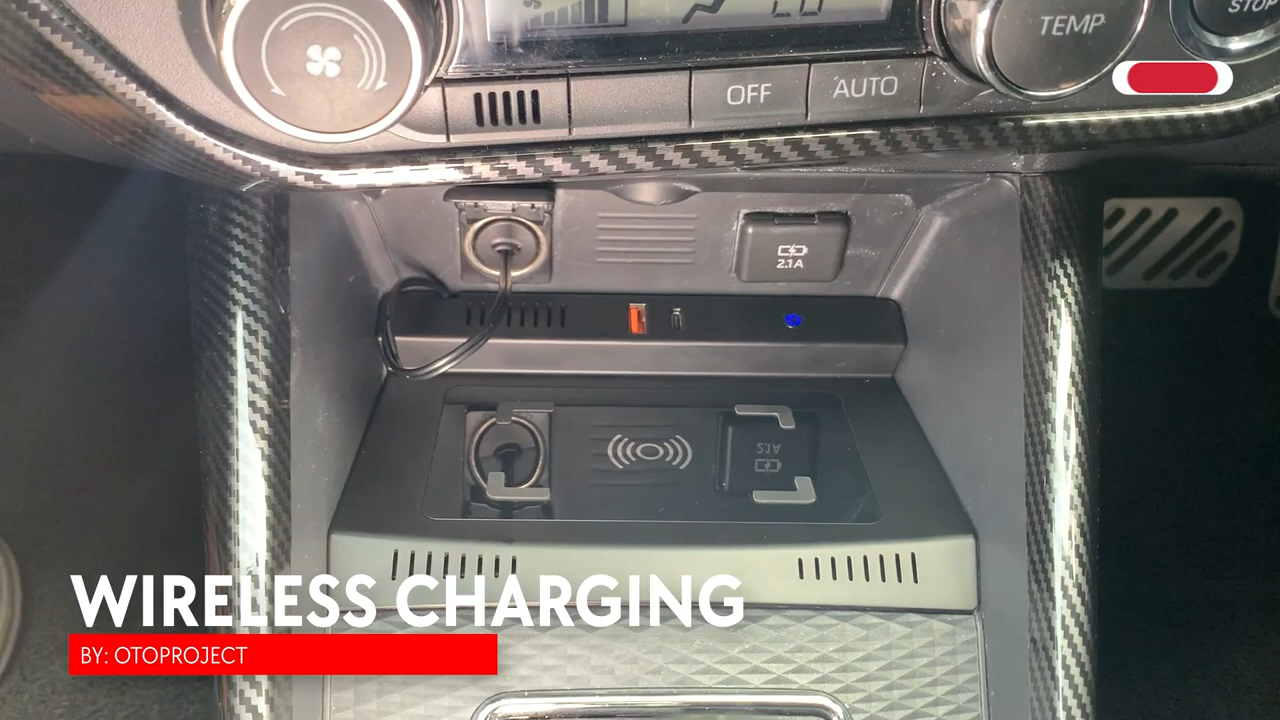 TEMP
STOP
OFF
AUTO
2.1A
2.1A
WIRELESS CHARGING
BY: OTOPROJECT